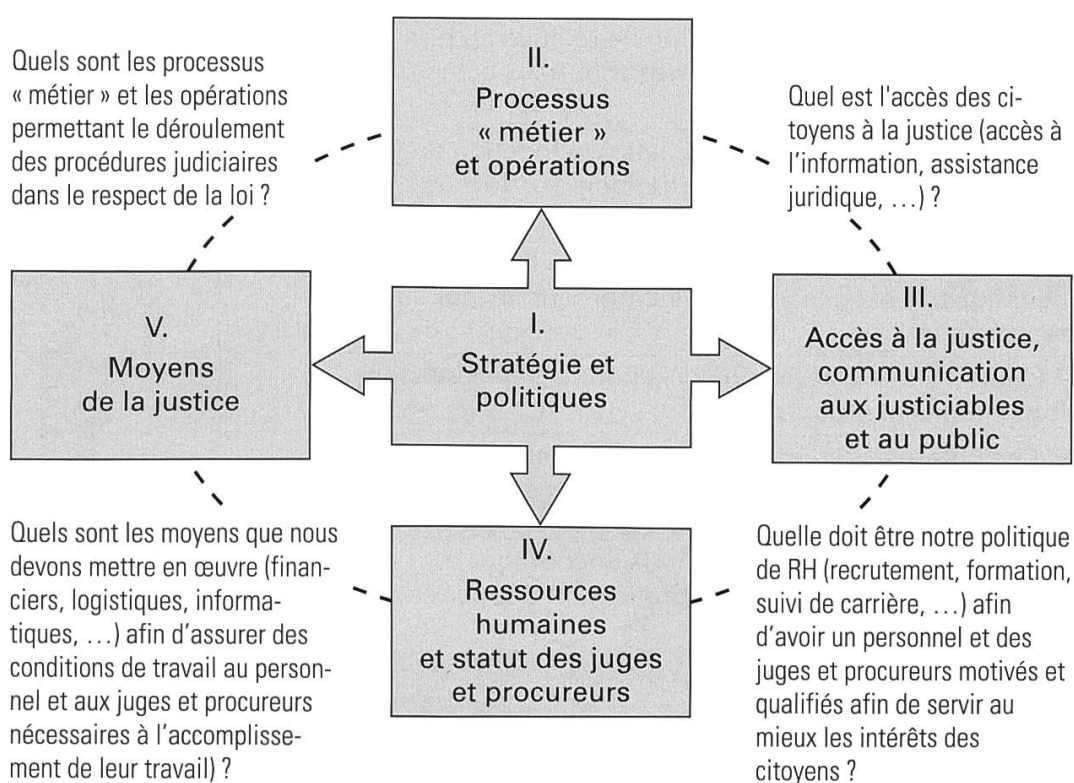 Quels sont les processus
« métier » et les opérations
permettant le déroulement
des procédures judiciaires
dans le respect de la loi ?
II.
Processus
« métier »
et opérations
Quel est l'accès des ci-
toyens à la justice (accès à
l'information, assistance
juridique, ...) ?
V.
Moyens
de la justice
I.
Stratégie et
politiques
III.
Accès à la justice,
communication
aux justiciables
et au public
Quels sont les moyens que nous
devons mettre en œuvre (finan-
ciers, logistiques, informa-
tiques, ...) afin d'assurer des
conditions de travail au person-
nel et aux juges et procureurs
nécessaires à l'accomplisse-
ment de leur travail) ?
IV.
Ressources
humaines
et statut des juges
et procureurs
Quelle doit être notre politique
de RH (recrutement, formation,
suivi de carrière, ...) afin
d'avoir un personnel et des
juges et procureurs motivés et
qualifiés afin de servir au
mieux les intérêts des
citoyens ?